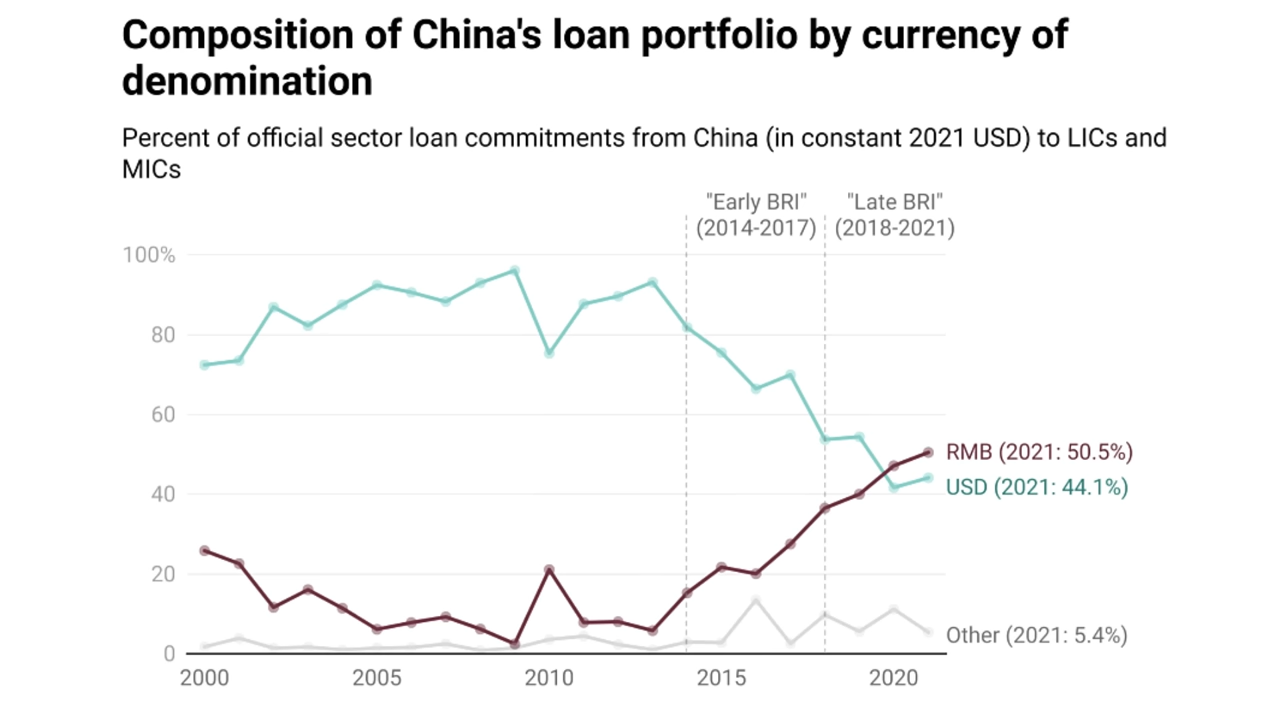 Composition of China's loan portfolio by currency of
denomination
Percent of official sector loan commitments from China (in constant 2021 USD) to LICs and
MICs
"Early BRI"
(2014-2017)
"Late BRI"
(2018-2021)
100%
80
60
40
20
0
RMB (2021: 50.5%)
USD (2021: 44.1%)
Other (2021: 5.4%)
2000
2005
2010
2015
2020